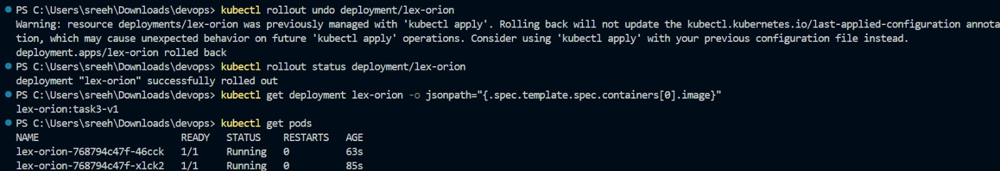 PS C:\Users\sreeh\Downloads\devops> kubectl rollout undo deployment/lex-orion
Warning: resource deployments/lex-orion was previously managed with 'kubectl apply'. Rolling back will not update the kubectl.kubernetes.io/last-applied-configuration annota
tion, which may cause unexpected behavior on future 'kubectl apply' operations. Consider using 'kubectl apply' with your previous configuration file instead.
deployment.apps/lex-orion rolled back
PS C:\Users\sreeh\Downloads\devops> kubectl rollout status deployment/lex-orion
deployment "lex-orion" successfully rolled out
PS C:\Users\sreeh\Downloads\devops> kubectl get deployment lex-orion -o jsonpath="{.spec.template.spec.containers[0].image}"
lex-orion:task3-v1
PS C:\Users\sreeh\Downloads\devops> kubectl get pods
NAME READY STATUS RESTARTS AGE
lex-orion-768794c47f-46cck 1/1 Running 0 63s
lex-orion-768794c47f-xlck2 1/1 Running 0 85s